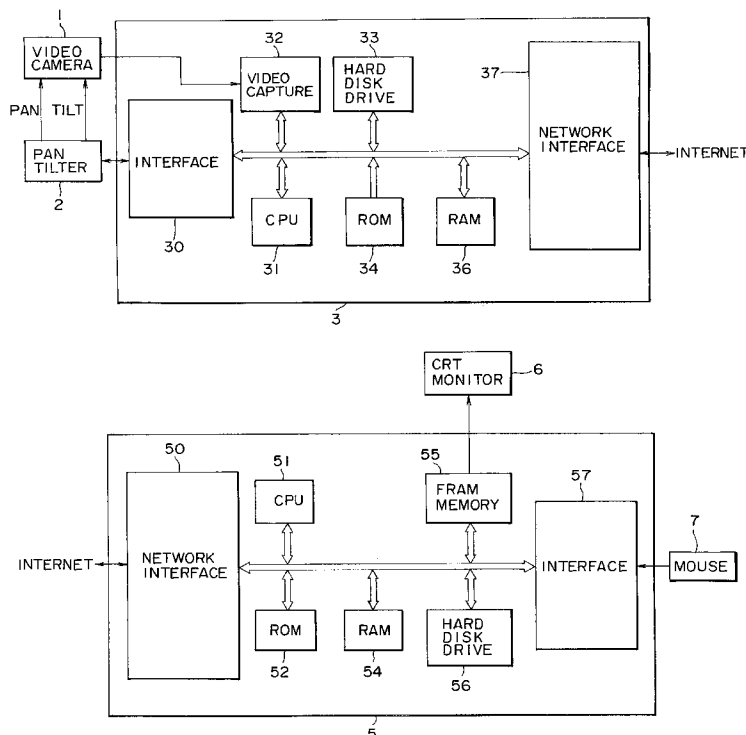 1
VIDEO
CAMERA
PAN TILT
PAN
TILTER
2
32
VIDEO
CAPTURE
33
HARD
DISK
DRIVE
37
NETWORK
INTERFACE
INTERNET
INTERFACE
30
CPU
31
ROM
34
RAM
36
3
CRT
MONITOR
6
50
NETWORK
INTERFACE
INTERNET
51
CPU
55
FRAM
MEMORY
57
INTERFACE
7
MOUSE
ROM
52
RAM
54
HARD
DISK
DRIVE
56
5